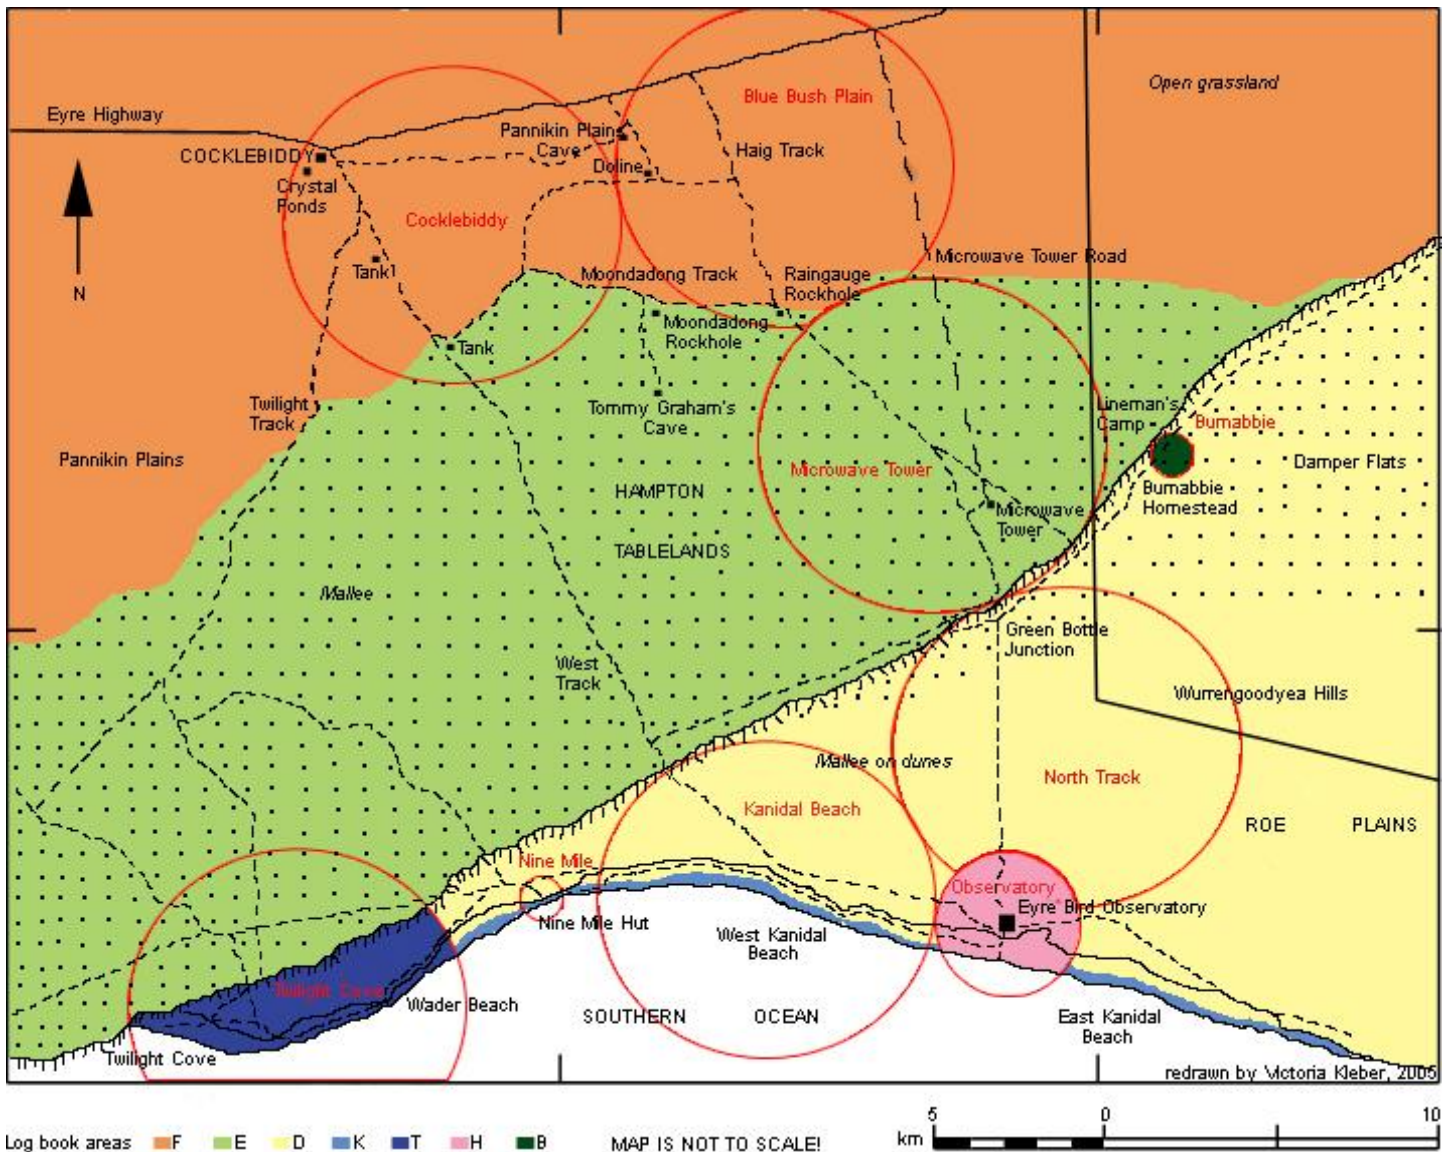 Open grassland
Blue Bush Plain
Eyre Highway
Pannikin Plains
Cave
Haig Track
COCKLEBIDDY
Doline
Crystal
Ponds
Cocklebiddy
Microwave Tower Road
Tank
Moondadong Track
Raingauge
Rockhole
N
Moondadong
Rockhole
Tank
Twilight
Track
Tommy Graham's
Cave
Lineman's
Camp
Burnabbie
Pannikin Plains
Microwave Tower
Damper Flats
HAMPTON
Burnabbie
Homestead
Microwave
Tower
TABLELANDS
Mallee
Green Bottle
Junction
West
Track
Wurrengoodyea Hills
Mallee on dunes
North Track
Kanidal Beach
ROE PLAINS
Nine Mile
Observatory
Eyre Bird Observatory
Nine Mile Hut
West Kanidal
Beach
Twilight Cove
Wader Beach
SOUTHERN OCEAN
East Kanidal
Beach
Twilight Cove
redrawn by Victoria Kleber, 2005
5 0 10
km
Log book areas F E D K T H B MAP IS NOT TO SCALE!